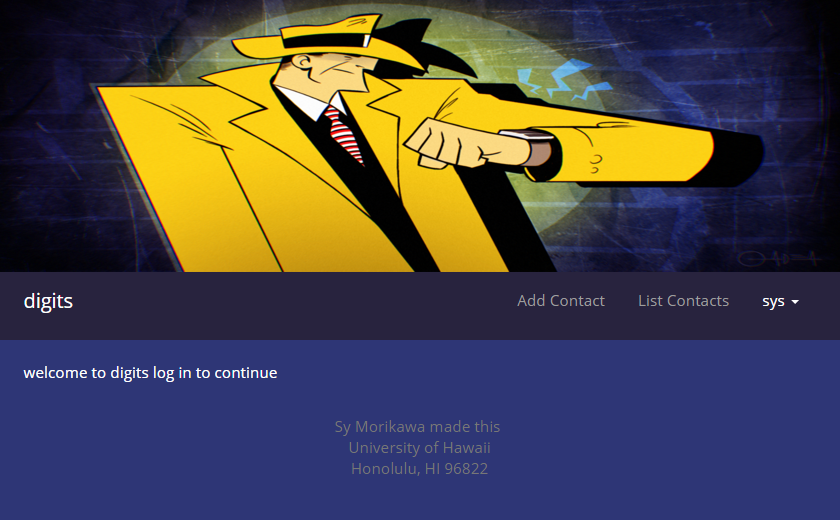 digits
Add Contact
List Contacts
sys
welcome to digits log in to continue
Sy Morikawa made this
University of Hawaii
Honolulu, HI 96822